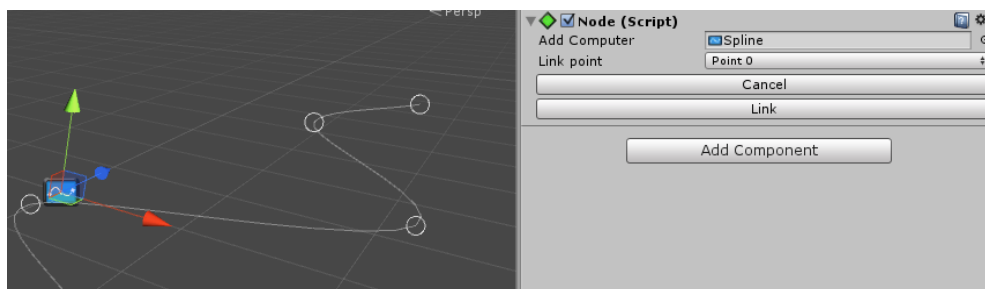 Persp
Node (Script)
Add Computer
Spline
Link point
Point 0
Cancel
Link
Add Component